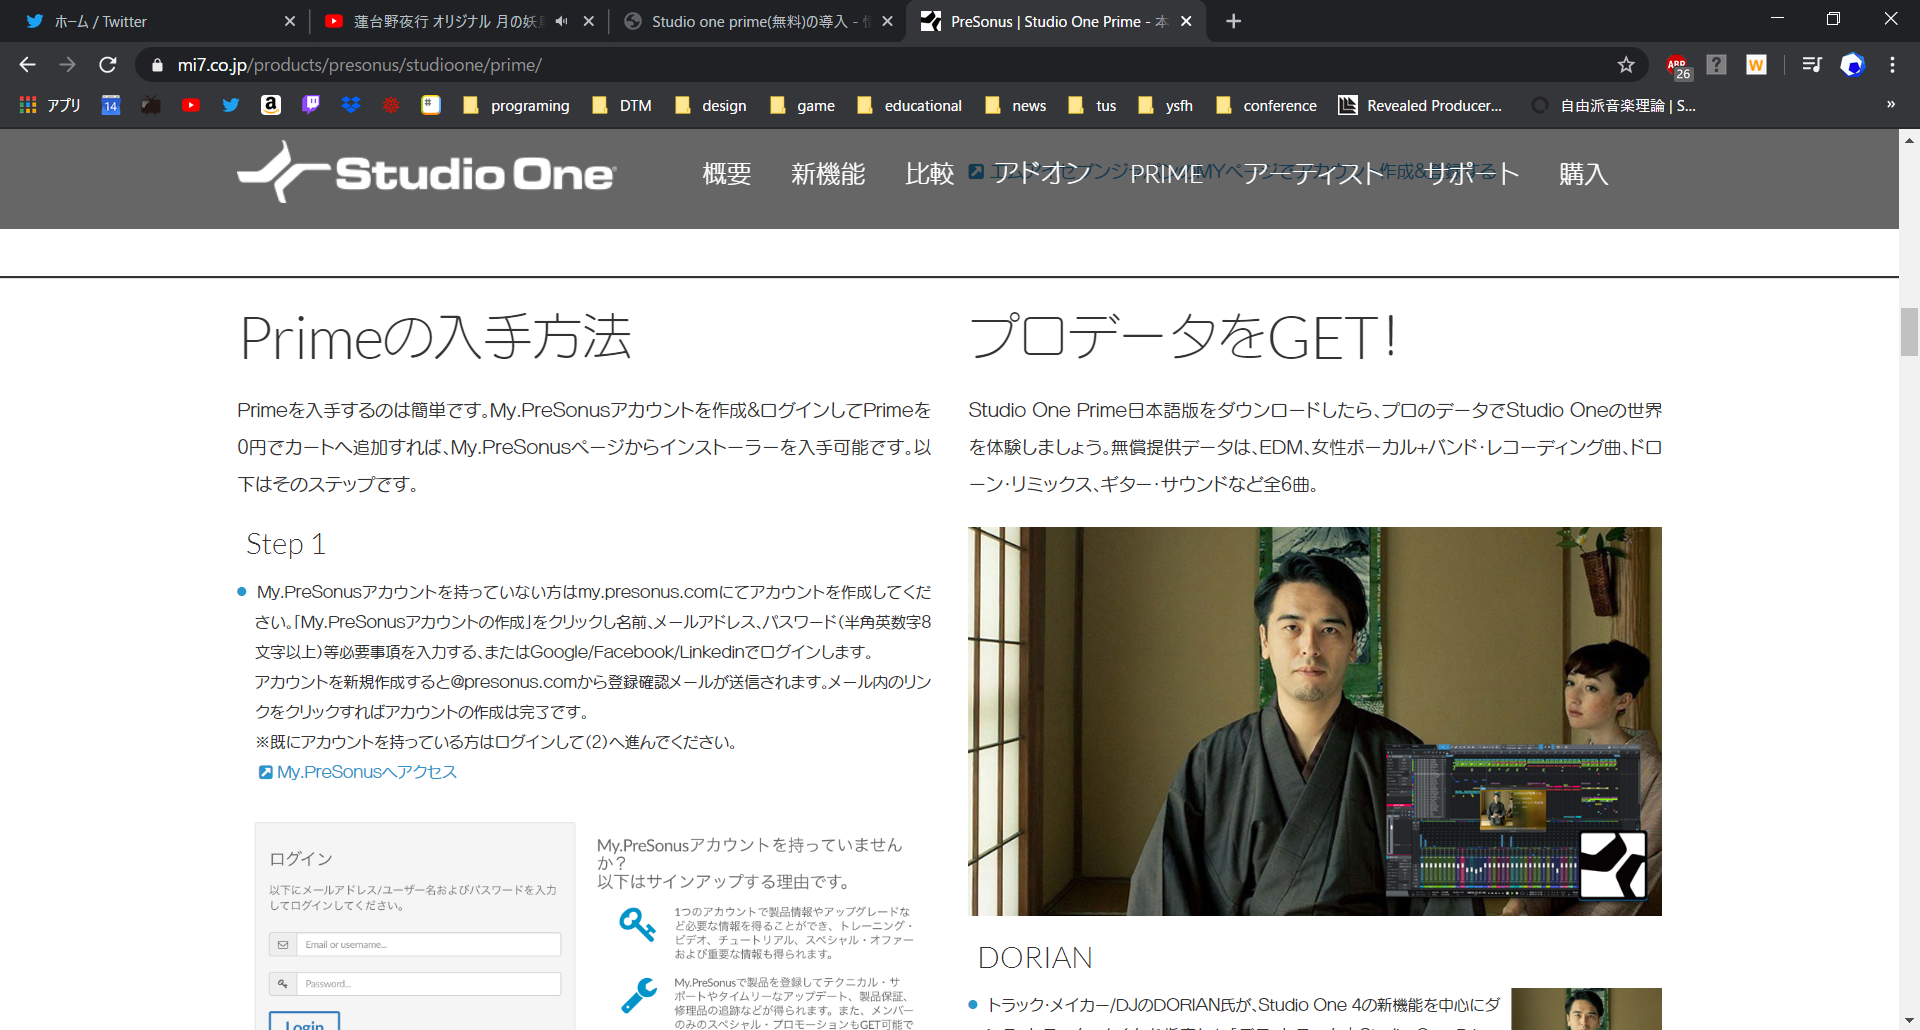 ホーム / Twitter
蓮台野夜行 オリジナル 月の妖
Studio one prime(無料)の導入 -
PreSonus | Studio One Prime - 本
mi7.co.jp/products/presonus/studioone/prime/
26
アプリ
14
programing
DTM
design
game
educational
news
tus
ysfh
conference
Revealed Producer...
自由派音楽理論 | S...
»
Studio One
概要
新機能
比較
アドオン
PRIME
アーティスト
サポート
購入
Primeの入手方法
Primeを入手するのは簡単です。My.PreSonusアカウントを作成&ログインしてPrimeを
0円でカートへ追加すれば、My.PreSonusページからインストーラーを入手可能です。以
下はそのステップです。
Step 1
My.PreSonusアカウントを持っていない方はmy.presonus.comにてアカウントを作成してくだ
さい。「My.PreSonusアカウントの作成」をクリックし名前、メールアドレス、パスワード（半角英数字8
文字以上）等必要事項を入力する、またはGoogle/Facebook/Linkedinでログインします。
アカウントを新規作成すると@presonus.comから登録確認メールが送信されます。メール内のリン
クをクリックすればアカウントの作成は完了です。
※既にアカウントを持っている方はログインして（2）へ進んでください。
My.PreSonusへアクセス
ログイン
以下にメールアドレス/ユーザー名およびパスワードを入力
してログインしてください。
Email or username...
Password...
Login
My.PreSonusアカウントを持っていません
か？
以下はサインアップする理由です。
1つのアカウントで製品情報やアップグレードな
ど必要な情報を得ることができ、トレーニング・
ビデオ、チュートリアル、スペシャル・オファー
および重要な情報も得られます。
My.PreSonusで製品を登録してテクニカル・サ
ポートやタイムリーなアップデート、製品保証、
修理品の追跡などが得られます。また、メンバー
のみのスペシャル・プロモーションもGET可能で
プロデータをGET！
Studio One Prime日本語版をダウンロードしたら、プロのデータでStudio Oneの世界
を体験しましょう。無償提供データは、EDM、女性ボーカル+バンド・レコーディング曲、ドロ
ーン・リミックス、ギター・サウンドなど全6曲。
DORIAN
トラック・メイカー/DJのDORIAN氏が、Studio One 4の新機能を中心にダ